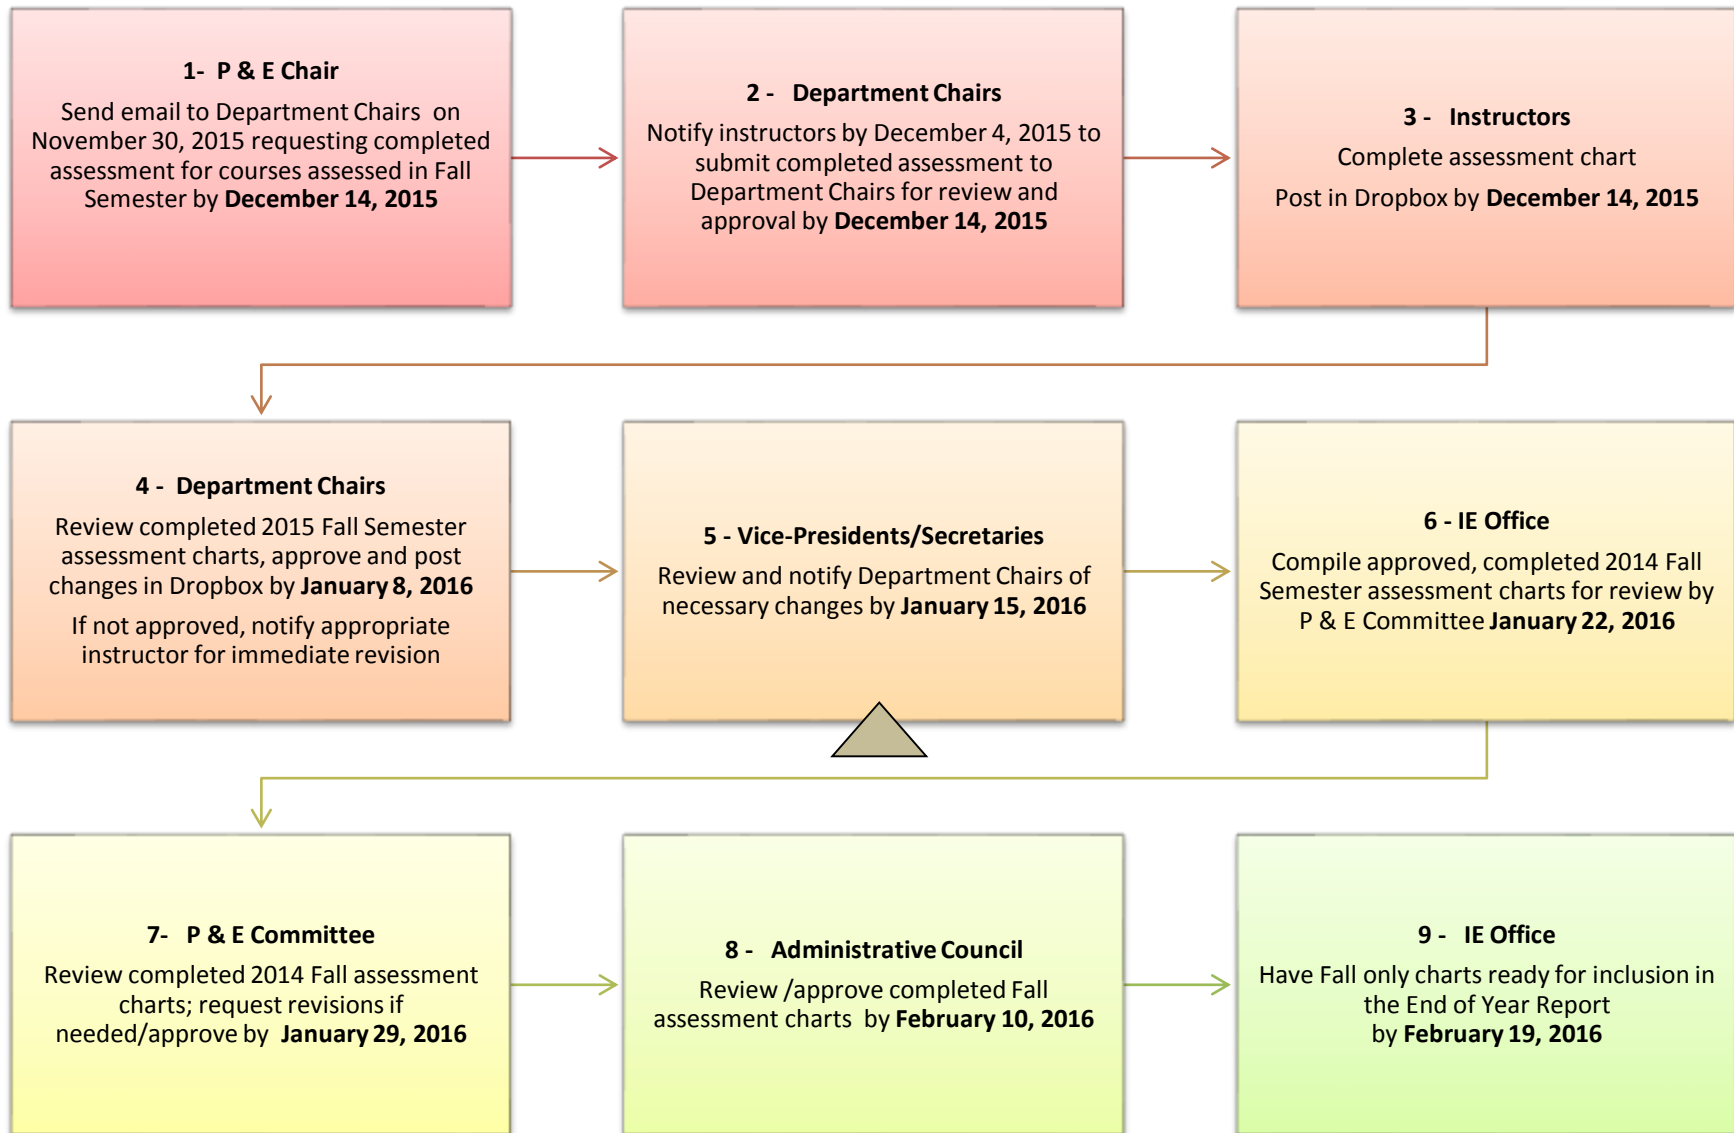 1-  P & E Chair
Send email to Department Chairs  on
November 30, 2015 requesting completed
assessment for courses assessed in Fall
Semester by December 14, 2015
2 -   Department Chairs
Notify instructors by December 4, 2015 to
submit completed assessment to
Department Chairs for review and
approval by December 14, 2015
3 -   Instructors
Complete assessment chart
Post in Dropbox by December 14, 2015
4 -  Department Chairs
Review completed 2015 Fall Semester
assessment charts, approve and post
changes in Dropbox by January 8, 2016
If not approved, notify appropriate
instructor for immediate revision
5 - Vice-Presidents/Secretaries
Review and notify Department Chairs of
necessary changes by January 15, 2016
6 - IE Office
Compile approved, completed 2014 Fall
Semester assessment charts for review by
P & E Committee January 22, 2016
7-   P & E Committee
Review completed 2014 Fall assessment
charts; request revisions if
needed/approve by  January 29, 2016
8 -   Administrative Council
Review /approve completed Fall
assessment charts  by February 10, 2016
9 -   IE Office
Have Fall only charts ready for inclusion in
the End of Year Report
by February 19, 2016